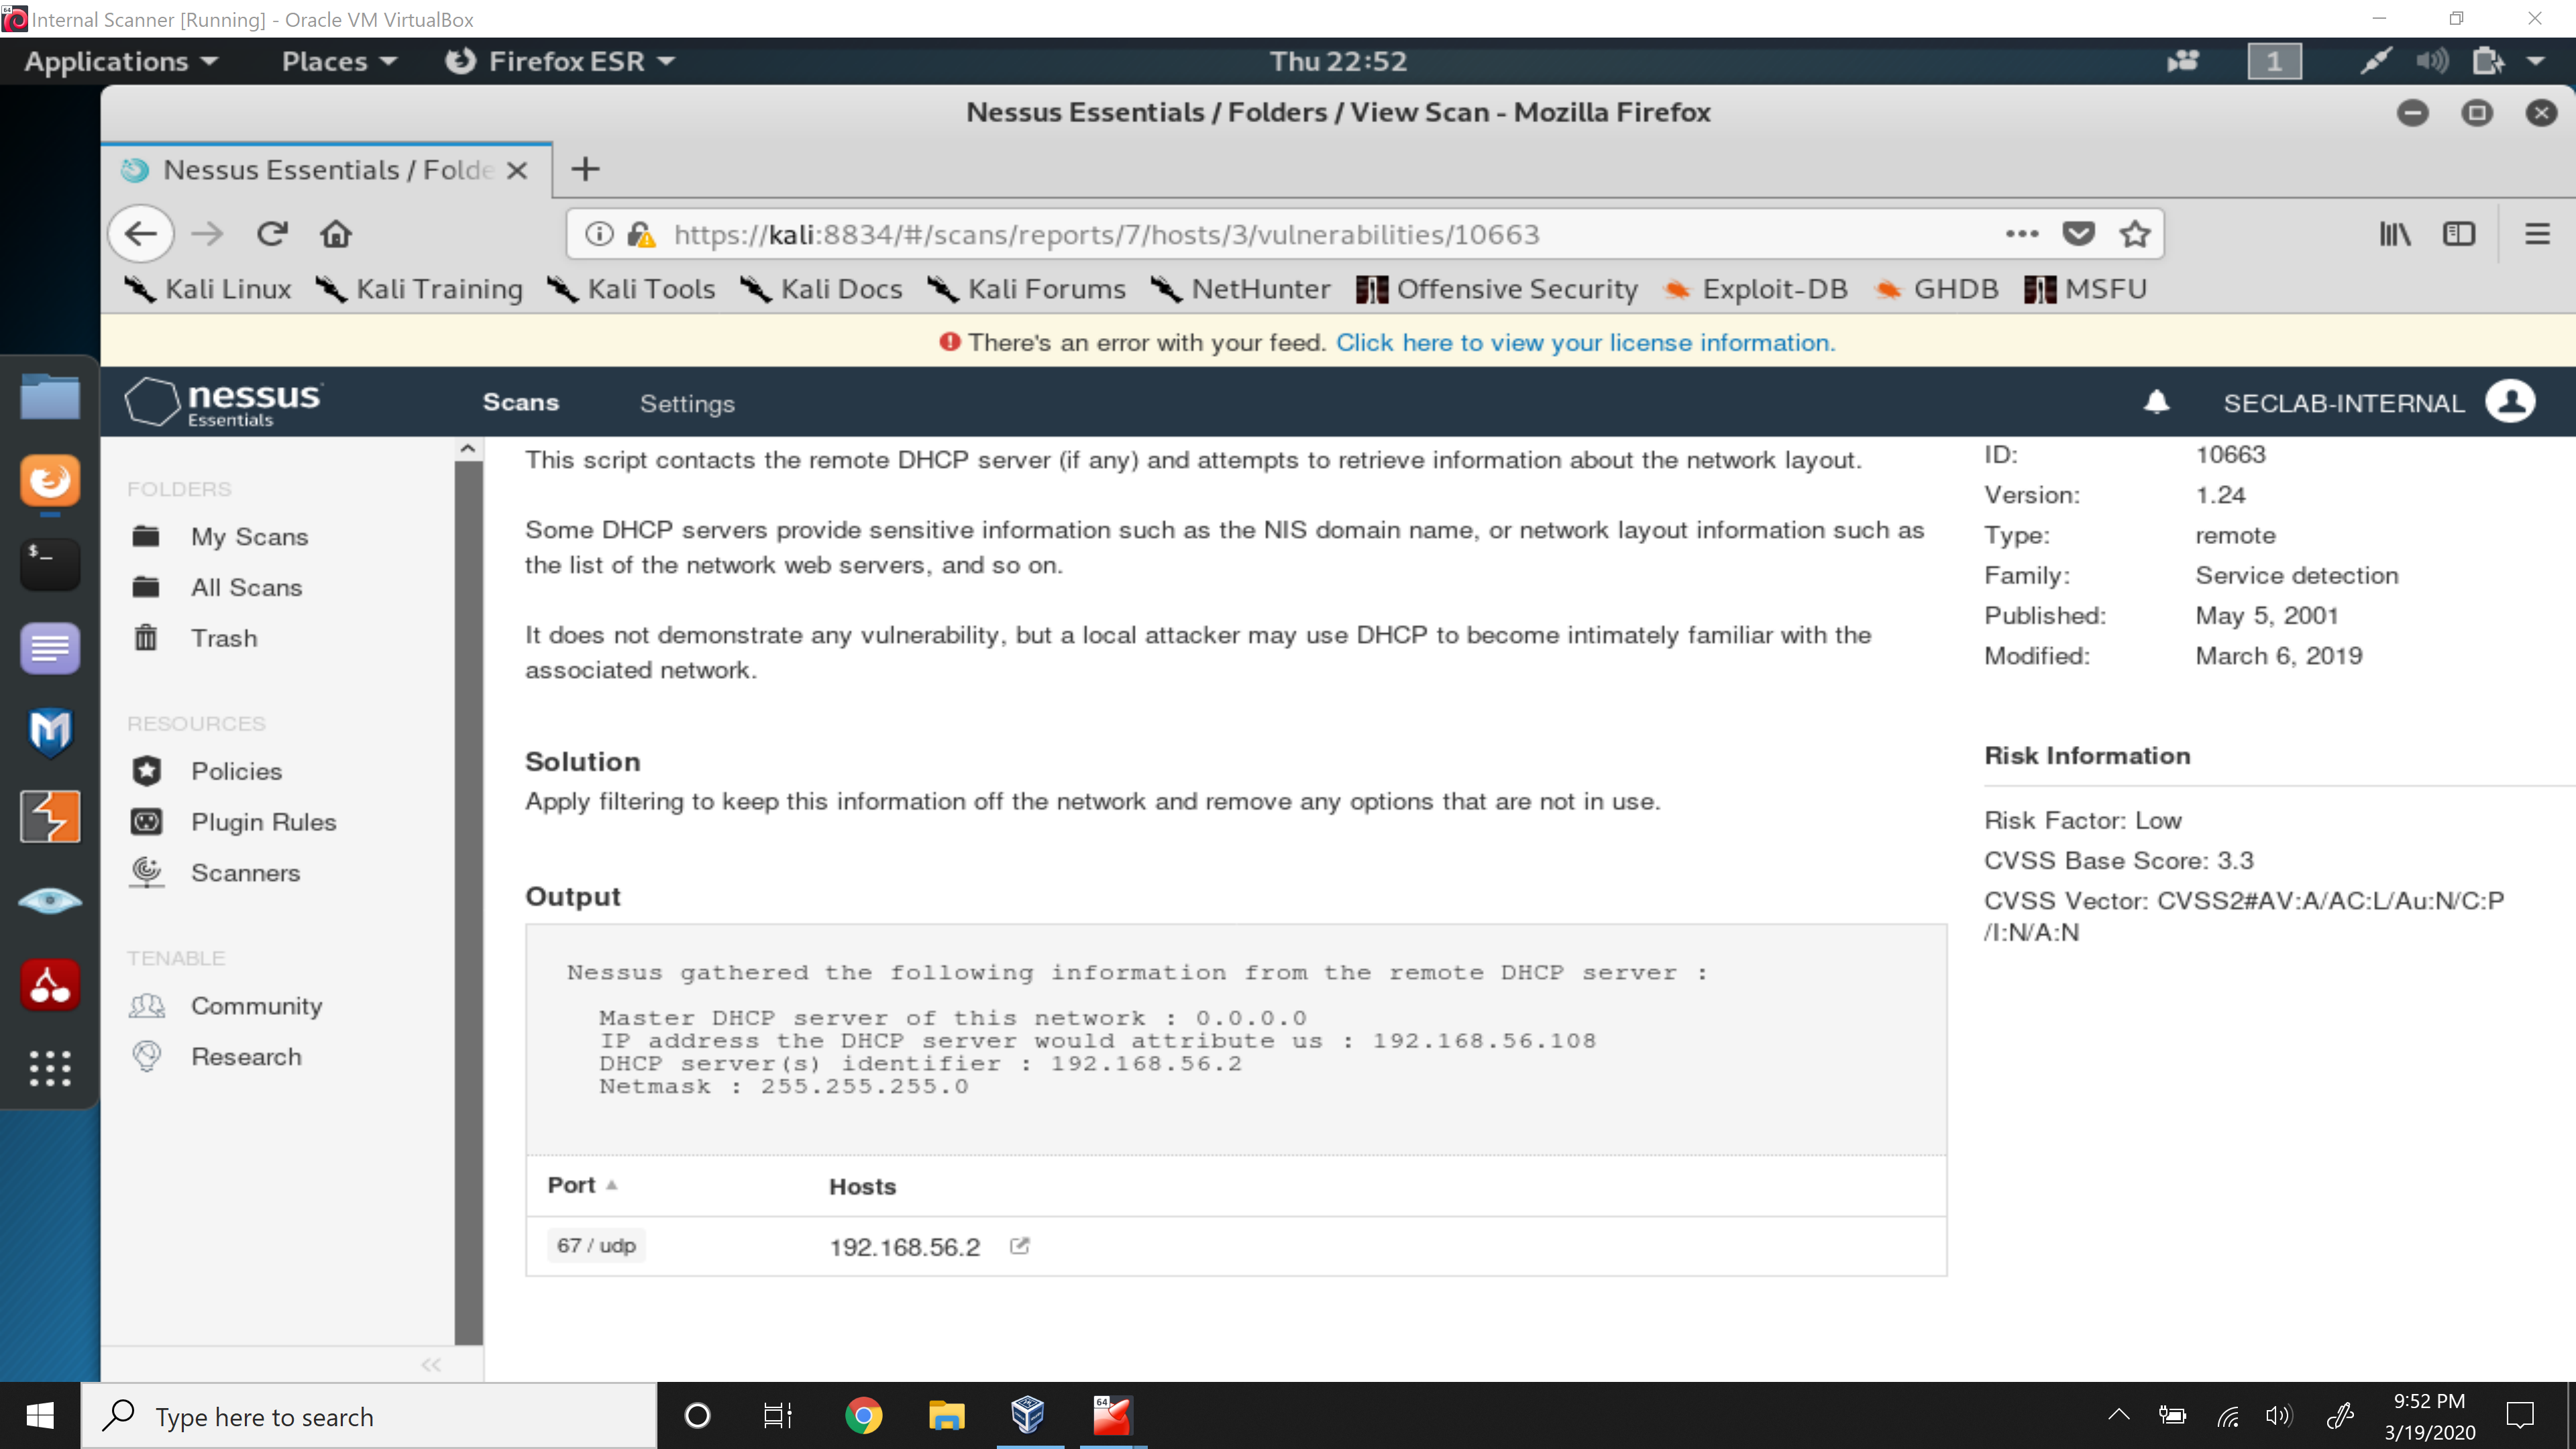 Internal Scanner [Running] - Oracle VM VirtualBox
Applications Places Firefox ESR Thu 22:52 1
Nessus Essentials / Folders / View Scan - Mozilla Firefox
Nessus Essentials / Folde
https://kali:8834/#/scans/reports/7/hosts/3/vulnerabilities/10663
Kali Linux Kali Training Kali Tools Kali Docs Kali Forums NetHunter Offensive Security Exploit-DB GHDB MSFU
There's an error with your feed. Click here to view your license information.
nessus
Essentials
Scans Settings SECLAB-INTERNAL
FOLDERS
My Scans
All Scans
Trash
RESOURCES
Policies
Plugin Rules
Scanners
TENABLE
Community
Research
This script contacts the remote DHCP server (if any) and attempts to retrieve information about the network layout.
Some DHCP servers provide sensitive information such as the NIS domain name, or network layout information such as
the list of the network web servers, and so on.
It does not demonstrate any vulnerability, but a local attacker may use DHCP to become intimately familiar with the
associated network.
Solution
Apply filtering to keep this information off the network and remove any options that are not in use.
Output
Nessus gathered the following information from the remote DHCP server :
Master DHCP server of this network : 0.0.0.0
IP address the DHCP server would attribute us : 192.168.56.108
DHCP server(s) identifier : 192.168.56.2
Netmask : 255.255.255.0
Port Hosts
67 / udp 192.168.56.2
ID: 10663
Version: 1.24
Type: remote
Family: Service detection
Published: May 5, 2001
Modified: March 6, 2019
Risk Information
Risk Factor: Low
CVSS Base Score: 3.3
CVSS Vector: CVSS2#AV:A/AC:L/Au:N/C:P
/I:N/A:N
Type here to search
64
9:52 PM
3/19/2020